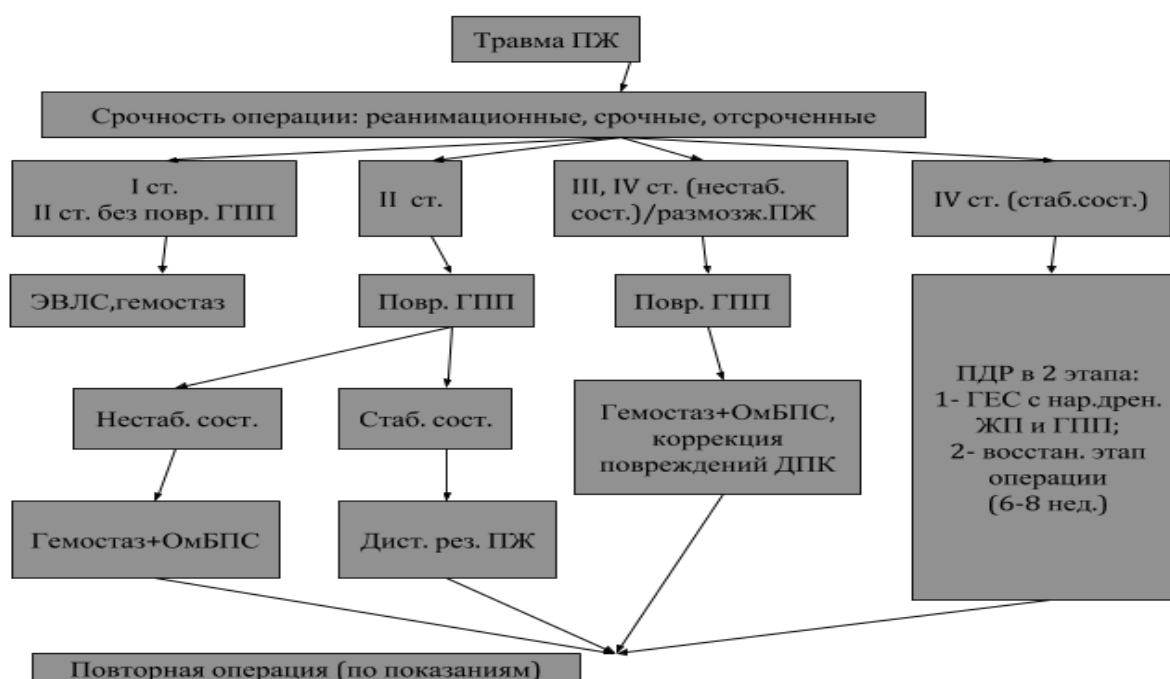 Травма ПЖ
Срочность операции: реанимационные, срочные, отсроченные
I ст.
II ст. без повр. ГПП
II ст.
III, IV ст. (нестаб.
сост.)/размозж.ПЖ
IV ст. (стаб.сост.)
ЭВЛС,гемостаз
Повр. ГПП
Повр. ГПП
ПДР в 2 этапа:
1- ГЕС с нар.дрен.
ЖП и ГПП;
2- восстан. этап
операции
(6-8 нед.)
Нестаб. сост.
Стаб. сост.
Гемостаз+ОмБПС,
коррекция
повреждений ДПК
Гемостаз+ОмБПС
Дист. рез. ПЖ
Повторная операция (по показаниям)